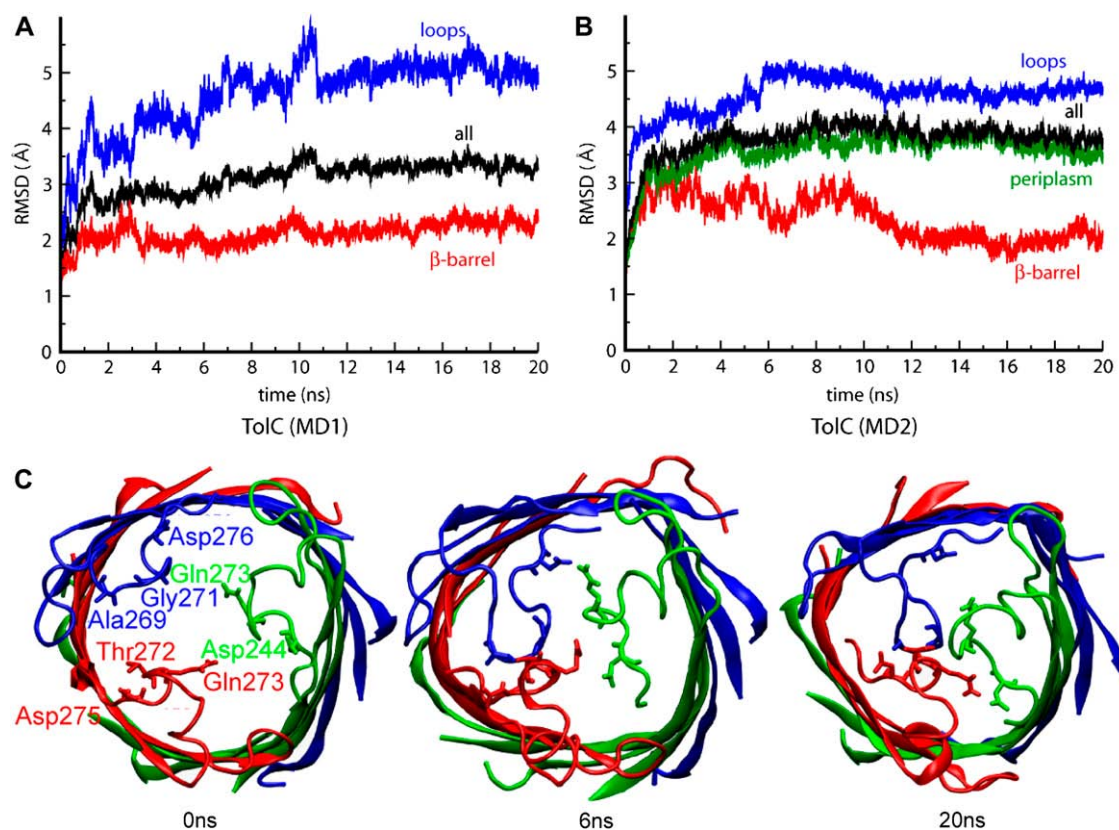 A
B
loops
all
β-barrel
RMSD (Å)
5
4
3
2
1
0
0 2 4 6 8 10 12 14 16 18 20
time (ns)
TolC (MD1)
loops
all
periplasm
β-barrel
RMSD (Å)
5
4
3
2
1
0
0 2 4 6 8 10 12 14 16 18 20
time (ns)
TolC (MD2)
C
Asp276
Gln273
Gly271
Ala269
Thr272
Asp244
Gln273
Asp275
0ns
6ns
20ns